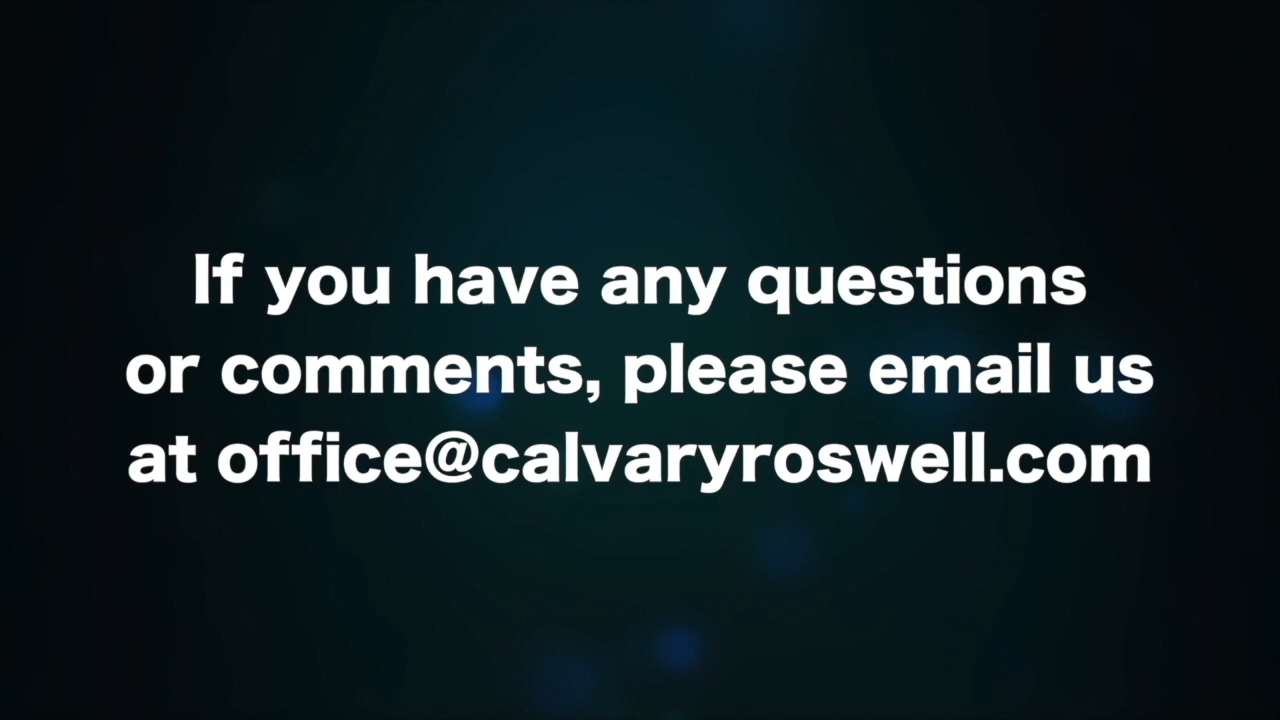 If you have any questions
or comments, please email us
at office@calvaryroswell.com